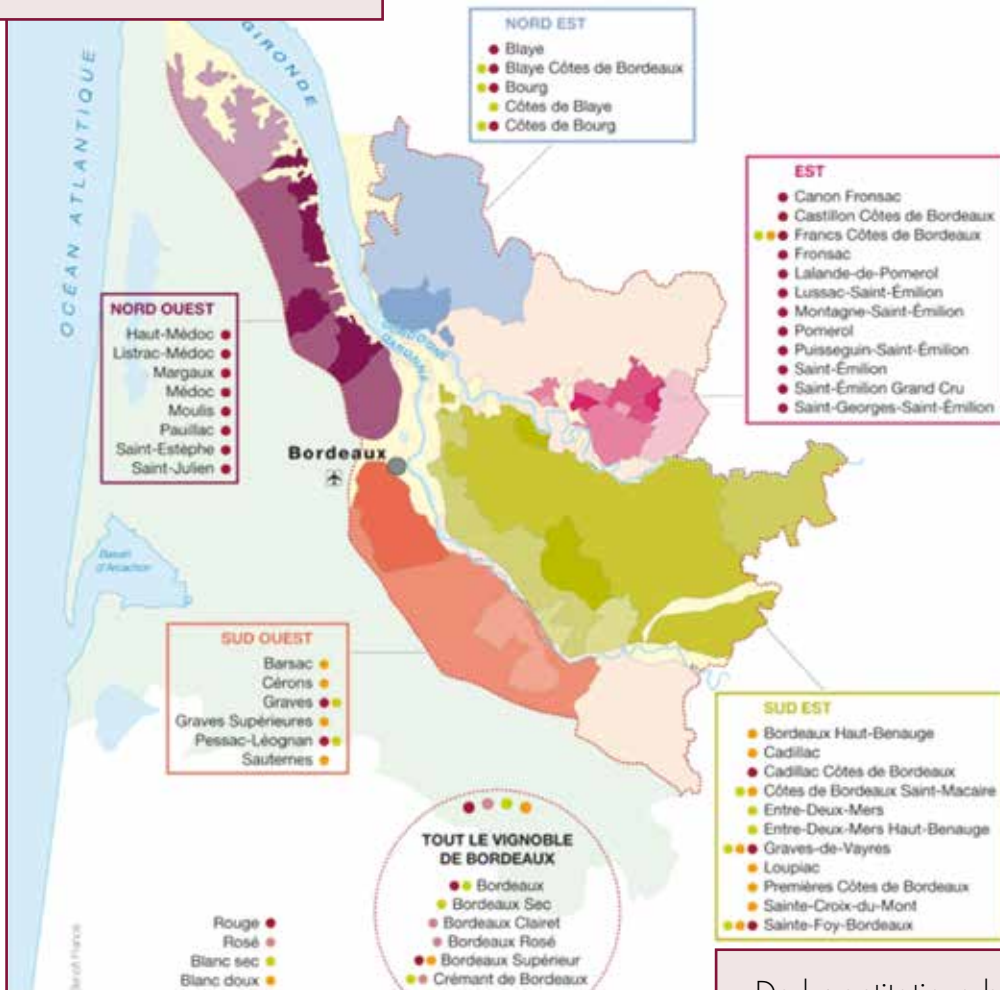 GIRONDE
OCÉAN ATLANTIQUE
NORD EST
Blaye
Blaye Côtes de Bordeaux
Bourg
Côtes de Blaye
Côtes de Bourg
EST
Canon Fronsac
Castillon Côtes de Bordeaux
Francs Côtes de Bordeaux
Fronsac
Lalande-de-Pomerol
Lussac-Saint-Émilion
Montagne-Saint-Émilion
Pomerol
Puisseguin-Saint-Émilion
Saint-Émilion
Saint-Émilion Grand Cru
Saint-Georges-Saint-Émilion
NORD OUEST
Haut-Médoc
Listrac-Médoc
Margaux
Médoc
Moulis
Pauillac
Saint-Estèphe
Saint-Julien
Bordeaux
Bassin
d'Arcachon
SUD OUEST
Barsac
Cérons
Graves
Graves Supérieures
Pessac-Léognan
Sauternes
SUD EST
Bordeaux Haut-Benauge
Cadillac
Cadillac Côtes de Bordeaux
Côtes de Bordeaux Saint-Macaire
Entre-Deux-Mers
Entre-Deux-Mers Haut-Benauge
Graves-de-Vayres
Loupiac
Premières Côtes de Bordeaux
Sainte-Croix-du-Mont
Sainte-Foy-Bordeaux
TOUT LE VIGNOBLE
DE BORDEAUX
Bordeaux
Bordeaux Sec
Bordeaux Clairet
Bordeaux Rosé
Bordeaux Supérieur
Crémant de Bordeaux
Rouge
Rosé
Blanc sec
Blanc doux